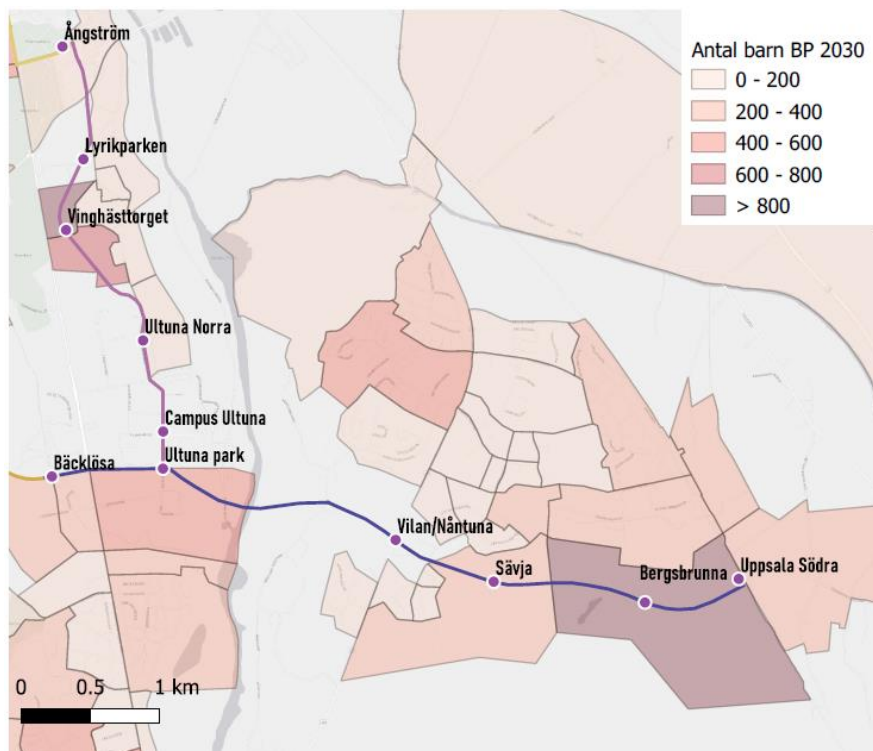 Antal barn BP 2030
0 - 200
200 - 400
400 - 600
600 - 800
> 800
Ångström
Lyrikparken
Vinghästtorget
Ultuna Norra
Campus Ultuna
Ultuna park
Bäcklösa
Vilan/Nåntuna
Sävja
Bergsbrunna
Uppsala Södra
0 0.5 1 km